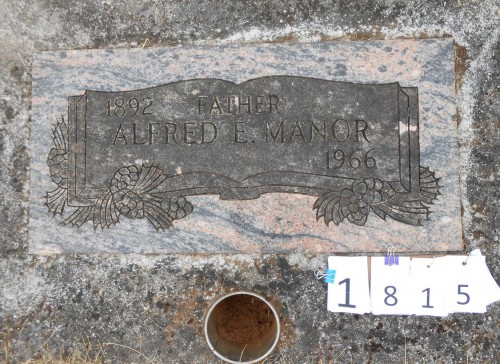 1892 FATHER
ALFRED E. MANOR
1966
1 8 1 5